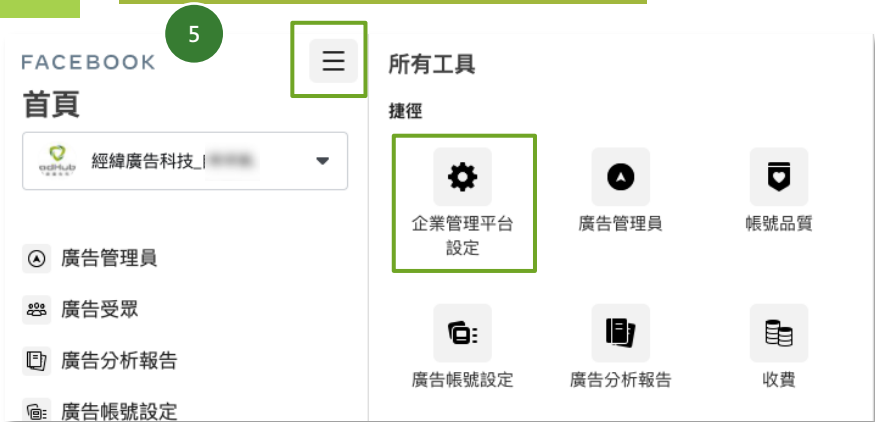 5
FACEBOOK
首頁
adHub
經緯廣告科技_
廣告管理員
廣告受眾
廣告分析報告
廣告帳號設定
所有工具
捷徑
企業管理平台
設定
廣告管理員
帳號品質
廣告帳號設定
廣告分析報告
收費